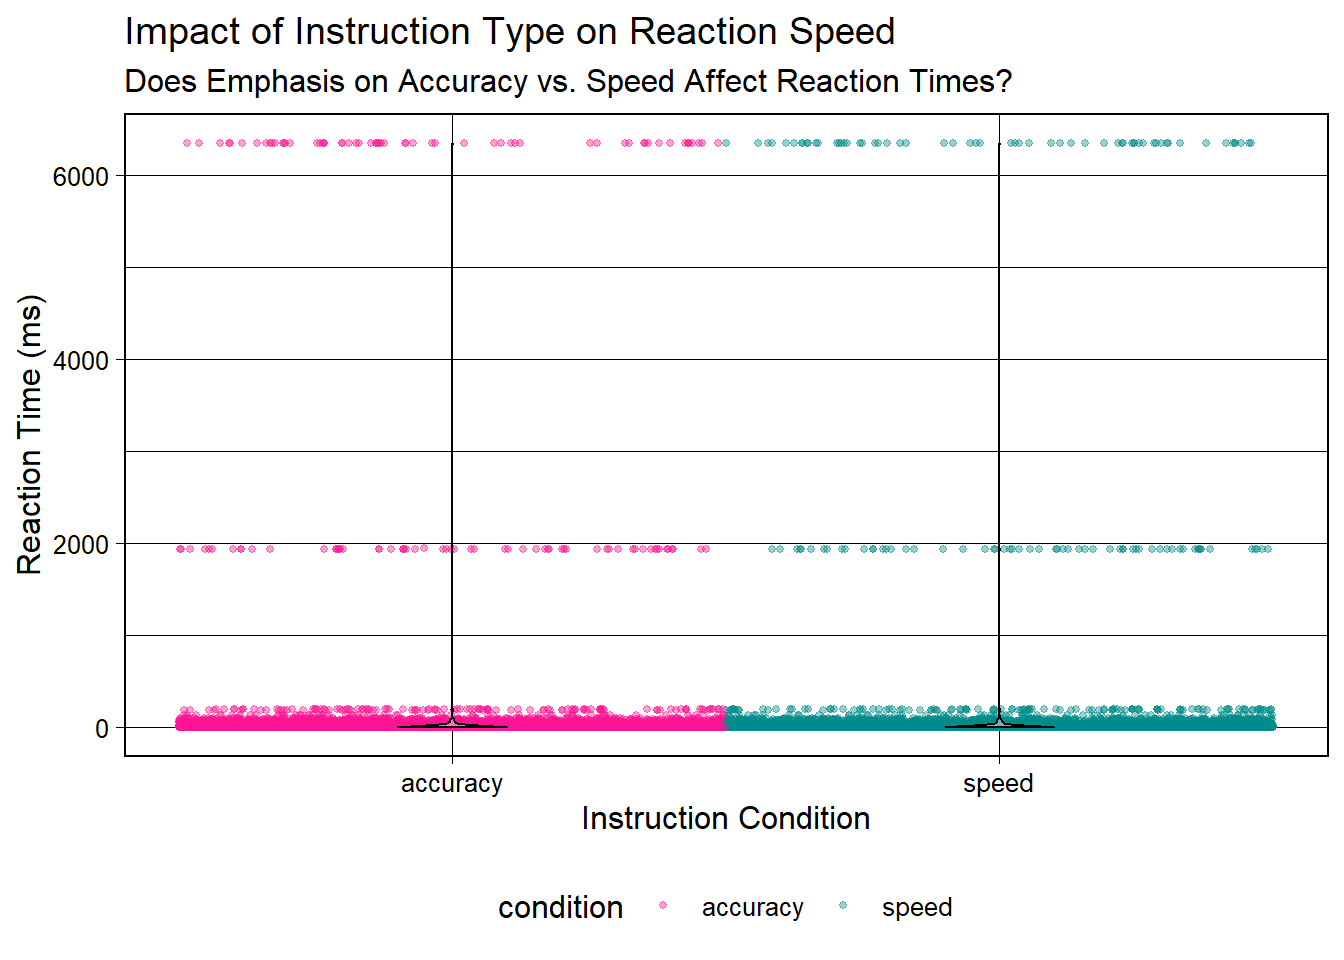 Impact of Instruction Type on Reaction Speed
Does Emphasis on Accuracy vs. Speed Affect Reaction Times?
Reaction Time (ms)
6000
4000
2000
0
accuracy
speed
Instruction Condition
condition accuracy speed